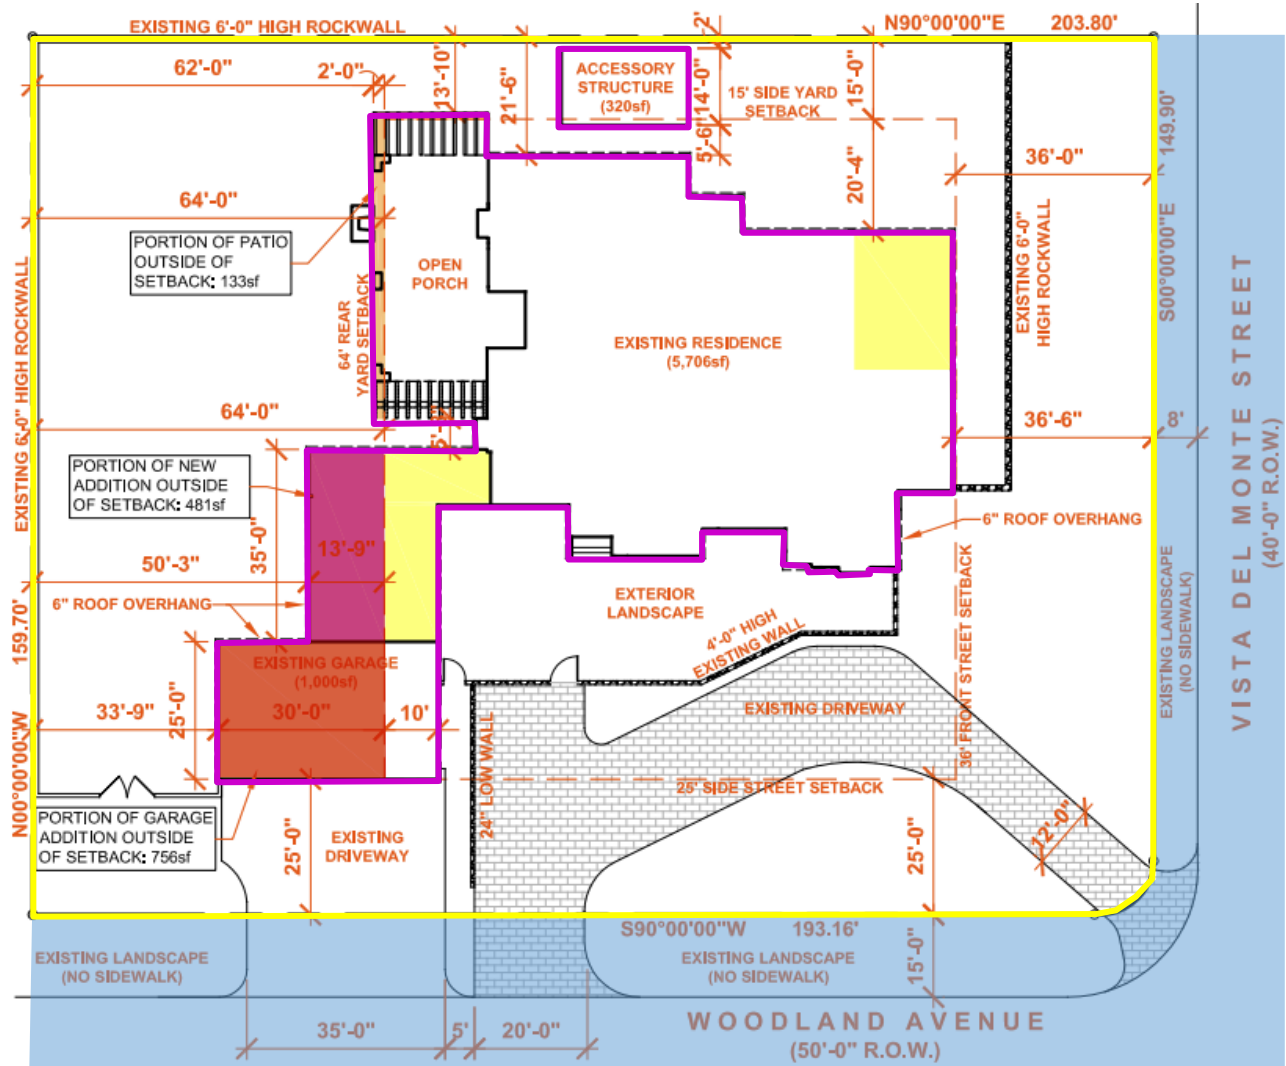 EXISTING 6'-0" HIGH ROCKWALL
N90°00'00"E 203.80'
2'
62'-0"
2'-0"
13'-10"
21'-6"
ACCESSORY
STRUCTURE
(320sf)
14'-0"
5'-6"
15' SIDE YARD
SETBACK
15'-0"
20'-4"
36'-0"
149.90'
S00°00'00"E
64'-0"
PORTION OF PATIO
OUTSIDE OF
SETBACK: 133sf
OPEN
PORCH
64' REAR
YARD SETBACK
EXISTING RESIDENCE
(5,706sf)
EXISTING 6'-0"
HIGH ROCKWALL
VISTA DEL MONTE STREET
(40'-0" R.O.W.)
EXISTING 6'-0" HIGH ROCKWALL
64'-0"
36'-6"
8'
PORTION OF NEW
ADDITION OUTSIDE
OF SETBACK: 481sf
35'-0"
13'-9"
50'-3"
6" ROOF OVERHANG
6" ROOF OVERHANG
EXTERIOR
LANDSCAPE
4'-0" HIGH
EXISTING WALL
36' FRONT STREET SETBACK
EXISTING LANDSCAPE
(NO SIDEWALK)
N00°00'00"W 159.70'
EXISTING GARAGE
(1,000sf)
33'-9"
25'-0"
30'-0"
10'
EXISTING DRIVEWAY
24" LOW WALL
25' SIDE STREET SETBACK
PORTION OF GARAGE
ADDITION OUTSIDE
OF SETBACK: 756sf
25'-0"
EXISTING
DRIVEWAY
25'-0"
12'-0"
S90°00'00"W 193.16'
EXISTING LANDSCAPE
(NO SIDEWALK)
EXISTING LANDSCAPE
(NO SIDEWALK)
15'-0"
35'-0"
5'
20'-0"
WOODLAND AVENUE
(50'-0" R.O.W.)